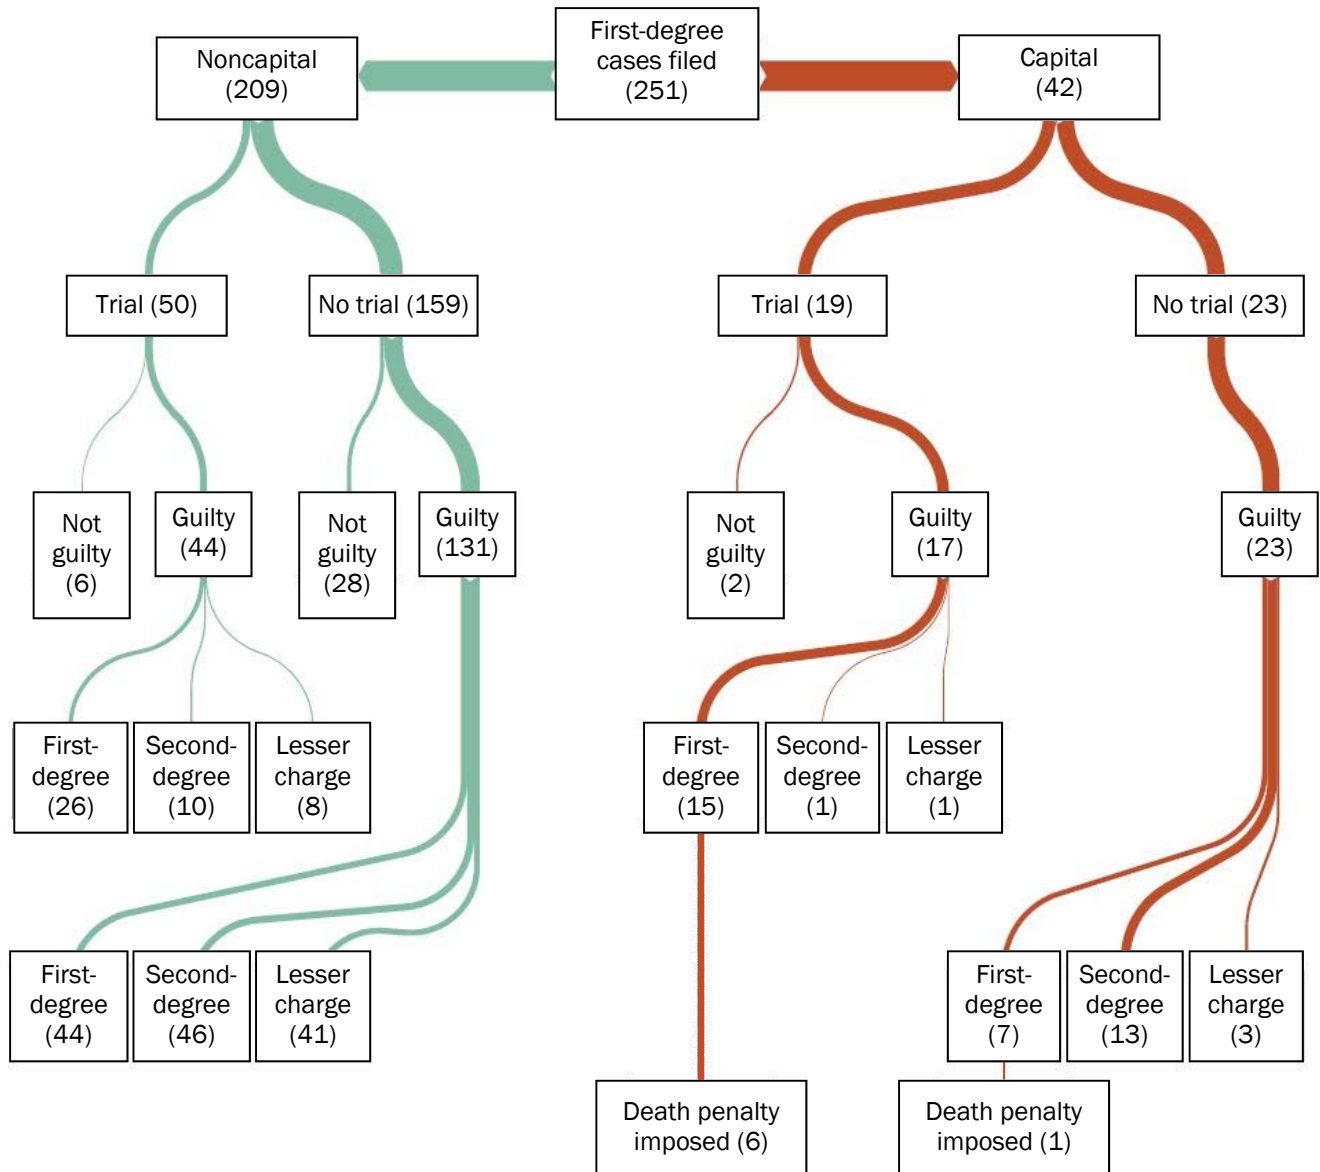 First-degree
cases filed
(251)
Noncapital
(209)
Capital
(42)
Trial (50)
No trial (159)
Trial (19)
No trial (23)
Not
guilty
(6)
Guilty
(44)
Not
guilty
(28)
Guilty
(131)
Not
guilty
(2)
Guilty
(17)
Guilty
(23)
First-
degree
(26)
Second-
degree
(10)
Lesser
charge
(8)
First-
degree
(15)
Second-
degree
(1)
Lesser
charge
(1)
First-
degree
(44)
Second-
degree
(46)
Lesser
charge
(41)
First-
degree
(7)
Second-
degree
(13)
Lesser
charge
(3)
Death penalty
imposed (6)
Death penalty
imposed (1)